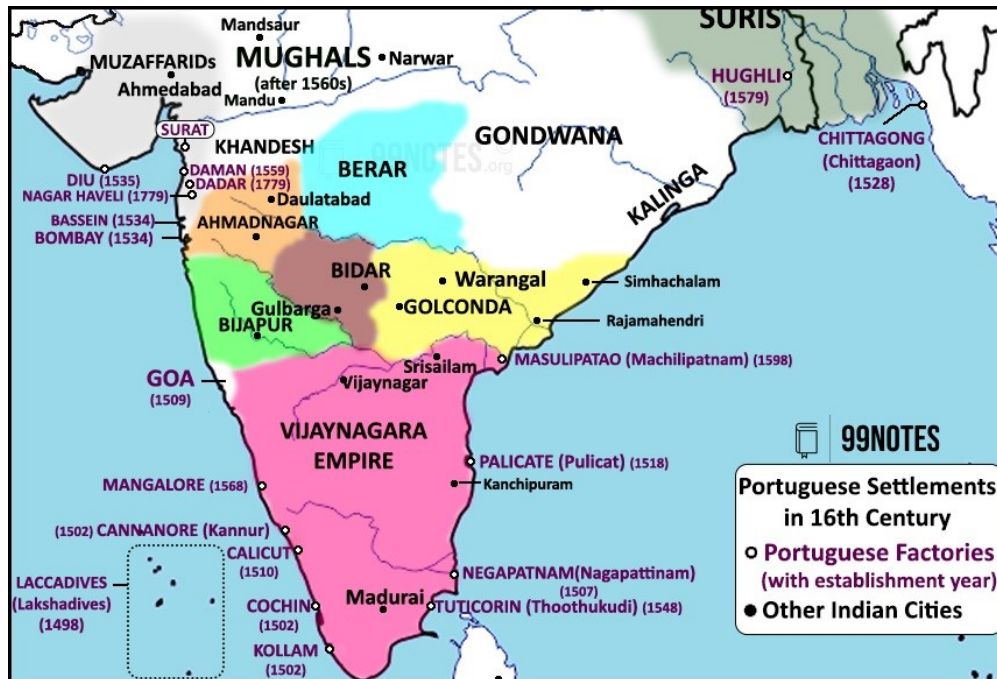 SURIS
Mandsaur
MUZAFFARIDs
MUGHALS
Narwar
(after 1560s)
Ahmedabad
Mandu
HUGHLI
(1579)
SURAT
KHANDESH
GONDWANA
CHITTAGONG
(Chittagaon)
(1528)
99NOTES
.org
BERAR
DIU (1535)
DAMAN (1559)
DADAR (1779)
NAGAR HAVELI (1779)
Daulatabad
KALINGA
BASSEIN (1534)
BOMBAY (1534)
AHMADNAGAR
BIDAR
Warangal
Simhachalam
Gulbarga
GOLCONDA
BIJAPUR
Rajamahendri
Srisailam
MASULIPATAO (Machilipatnam) (1598)
GOA
(1509)
Vijaynagar
VIJAYNAGARA
EMPIRE
99NOTES
PALICATE (Pulicat) (1518)
MANGALORE (1568)
Kanchipuram
Portuguese Settlements
in 16th Century
Portuguese Factories
(with establishment year)
Other Indian Cities
(1502) CANNANORE (Kannur)
CALICUT
(1510)
LACCADIVES
(Lakshadives)
(1498)
NEGAPATNAM(Nagapattinam)
(1507)
COCHIN
(1502)
Madurai
TUTICORIN (Thoothukudi) (1548)
KOLLAM
(1502)